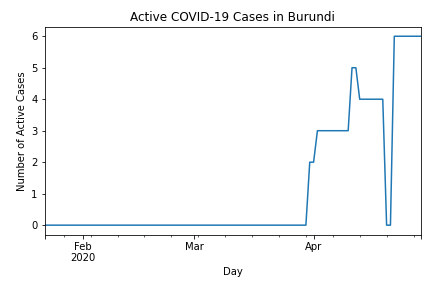 Active COVID-19 Cases in Burundi
6
5
4
3
2
1
0
Number of Active Cases
Feb
2020
Mar
Apr
Day